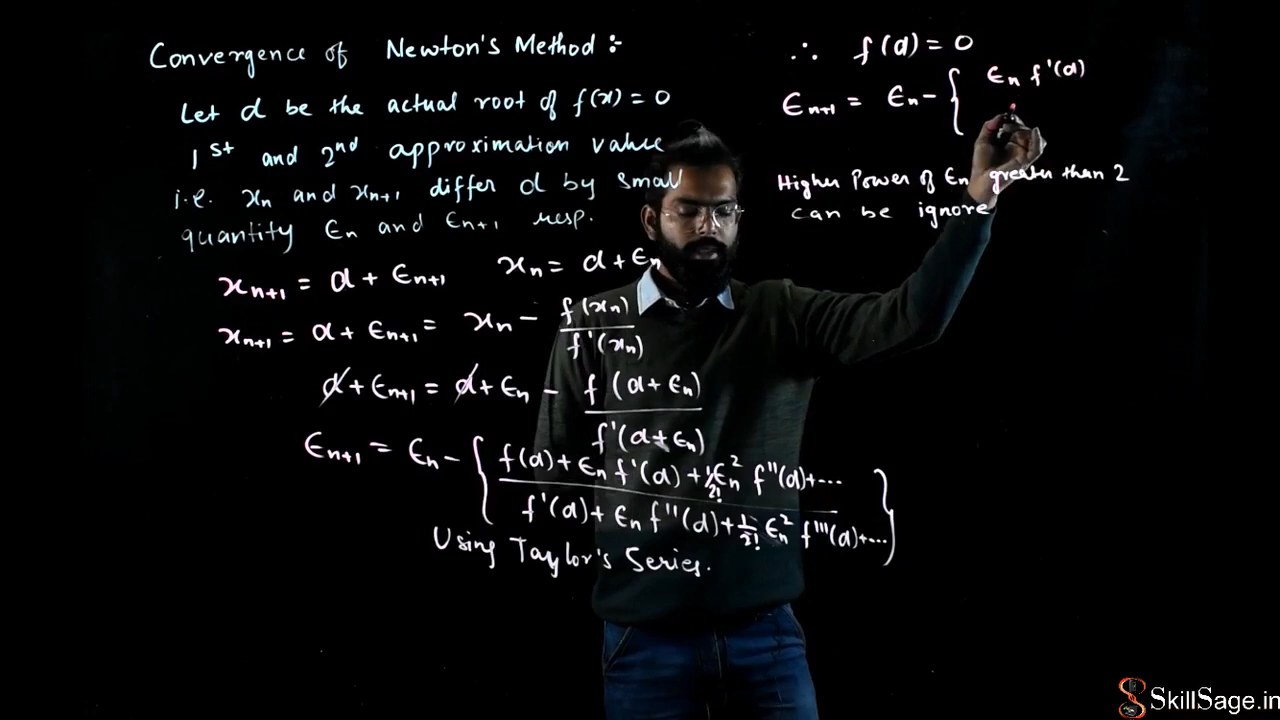 Convergence of Newton's Method :-
Let α be the actual root of f(x) = 0
1st and 2nd approximation value
i.e. xₙ and xₙ₊₁ differ α by small
quantity ϵₙ and ϵₙ₊₁ resp.
xₙ₊₁ = α + ϵₙ₊₁ xₙ = α + ϵₙ
xₙ₊₁ = α + ϵₙ₊₁ = xₙ - f(xₙ) / f'(xₙ)
α + ϵₙ₊₁ = α + ϵₙ - f(α + ϵₙ) / f'(α + ϵₙ)
ϵₙ₊₁ = ϵₙ - { f(α) + ϵₙ f'(α) + 1/2! ϵₙ² f''(α) + ... / f'(α) + ϵₙ f''(α) + 1/2! ϵₙ² f'''(α) + ... }
Using Taylor's Series.
∴ f(α) = 0
ϵₙ₊₁ = ϵₙ - { ϵₙ f'(α)
Higher Power of ϵₙ greater than 2
can be ignore
SkillSage.in